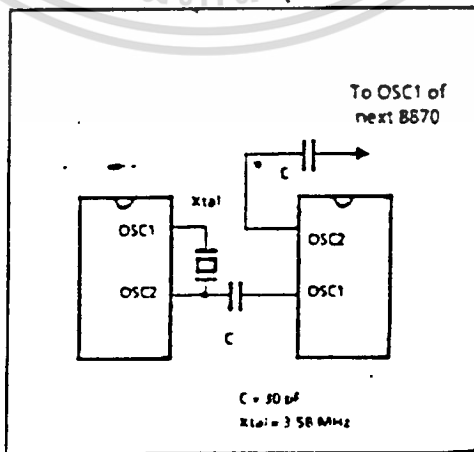 To OSC1 of
next 8870
C
Xtal
OSC1
OSC2
OSC2
OSC1
C
C = 30 pF
Xtal = 3.58 MHz